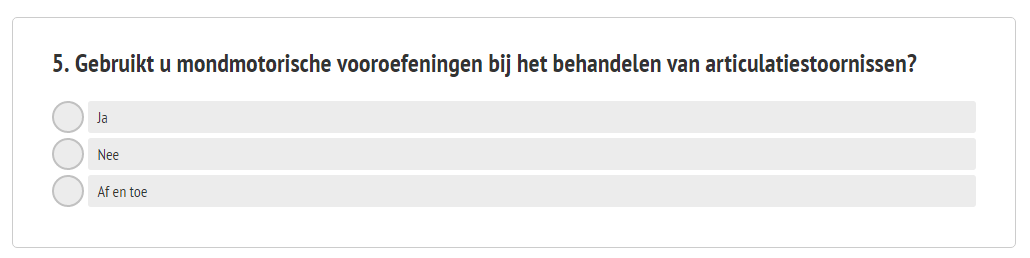 5. Gebruikt u mondmotorische vooroefeningen bij het behandelen van articulatiestoornissen?
Ja
Nee
Af en toe